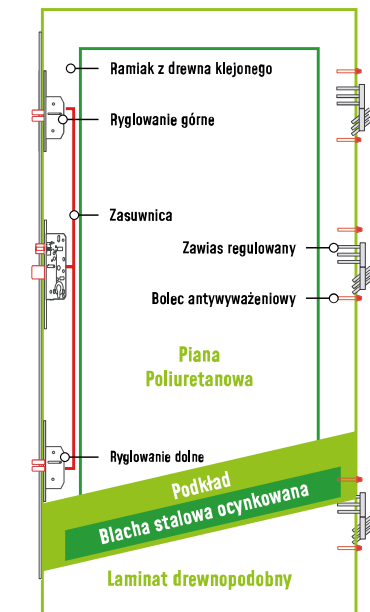 Ramiak z drewna klejonego
Ryglowanie górne
Zasuwnica
Zawias regulowany
Bolec antywyważeniowy
Piana
Poliuretanowa
Ryglowanie dolne
Podkład
Blacha stalowa ocynkowana
Laminat drewnopodobny